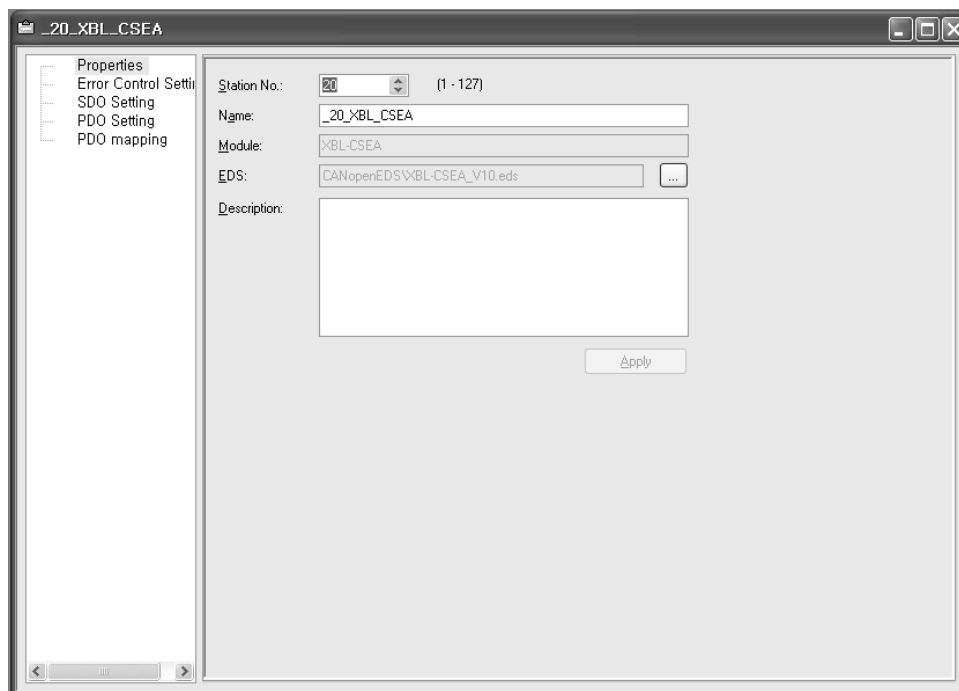 _20_XBL_CSEA
Properties
Error Control Settin
SDO Setting
PDO Setting
PDO mapping
Station No.: 20 (1 - 127)
Name: _20_XBL_CSEA
Module: XBL-CSEA
EDS: CANopenEDS\XBL-CSEA_V10.eds ...
Description:
Apply